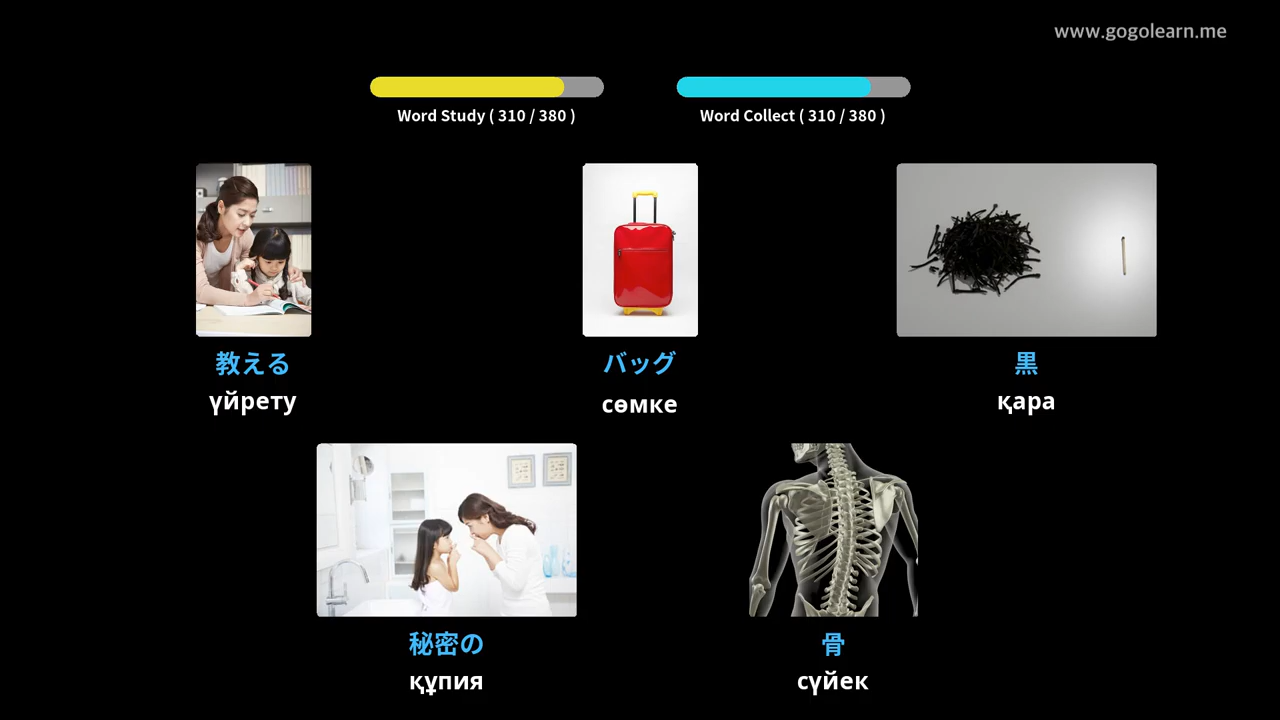 www.gogolearn.me
Word Study ( 310 / 380 )
Word Collect ( 310 / 380 )
教える
үйрету
バッグ
сөмке
黒
қара
秘密の
құпия
骨
сүйек